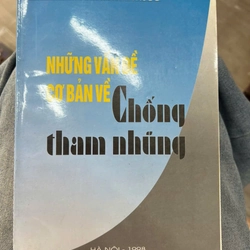 NHỮNG VẤN ĐỀ
CƠ BẢN VỀ
Chống
tham nhũng
HÀ NỘI - 1998